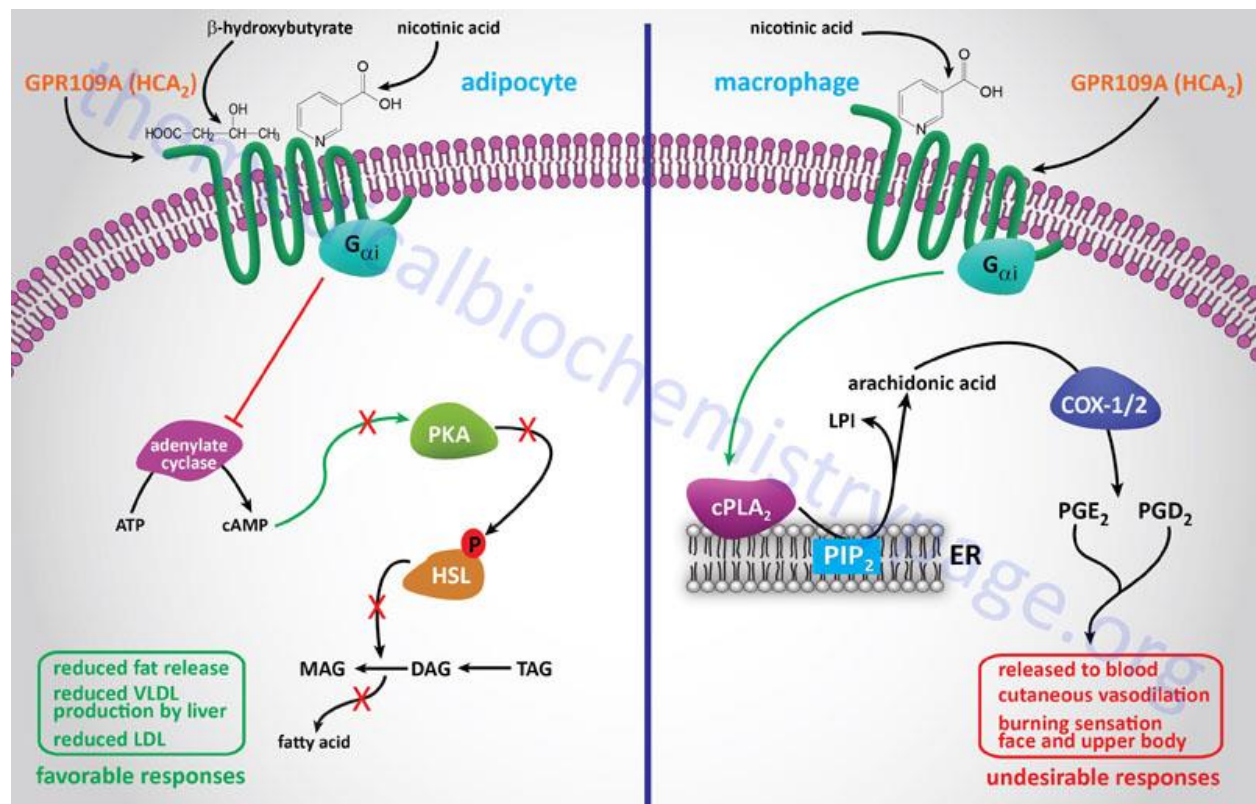 β-hydroxybutyrate
nicotinic acid
GPR109A (HCA₂)
adipocyte
O
OH
N
OH
HOOC—CH₂—CH—CH₃
Gαi
adenylate
cyclase
ATP
cAMP
PKA
P
HSL
MAG
DAG
TAG
fatty acid
reduced fat release
reduced VLDL
production by liver
reduced LDL
favorable responses
nicotinic acid
macrophage
GPR109A (HCA₂)
O
OH
N
Gαi
arachidonic acid
LPI
COX-1/2
cPLA₂
PIP₂
ER
PGE₂
PGD₂
released to blood
cutaneous vasodilation
burning sensation
face and upper body
undesirable responses